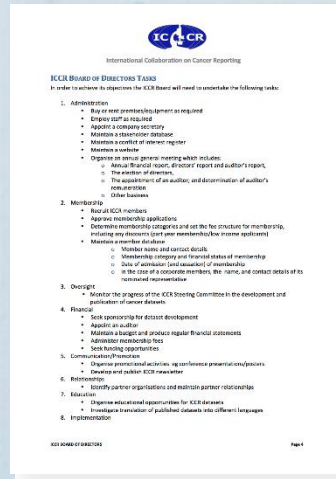 ICCR
International Collaboration on Cancer Reporting
ICCR BOARD OF DIRECTORS TASKS
In order to achieve its objectives the ICCR Board will need to undertake the following tasks:
1. Administration
• Buy or rent premises/equipment as required
• Employ staff as required
• Appoint a company secretary
• Maintain a stakeholder database
• Maintain a conflict of interest register
• Maintain a website
• Organise an annual general meeting which includes:
o Annual financial report, directors' report and auditor's report,
o The election of directors,
o The appointment of an auditor, and determination of auditor's
remuneration
o Other business
2. Membership
• Recruit ICCR members
• Approve membership applications
• Determine membership categories and set the fee structure for membership,
including any discounts (part year membership/low income applicants)
• Maintain a member database
o Member name and contact details
o Membership category and financial status of membership
o Date of admission (and cessation) of membership
o in the case of a corporate members, the name, and contact details of its
nominated representative
3. Oversight
• Monitor the progress of the ICCR Steering Committee in the development and
publication of cancer datasets
4. Financial
• Seek sponsorship for dataset development
• Appoint an auditor
• Maintain a budget and produce regular financial statements
• Administer membership fees
• Seek funding opportunities
5. Communication/Promotion
• Organise promotional activities eg conference presentations/posters
• Develop and publish ICCR newsletter
6. Relationships
• Identify partner organisations and maintain partner relationships
7. Education
• Organise educational opportunities for ICCR datasets
• Investigate translation of published datasets into different languages
8. Implementation
ICCR BOARD OF DIRECTORS Page 4